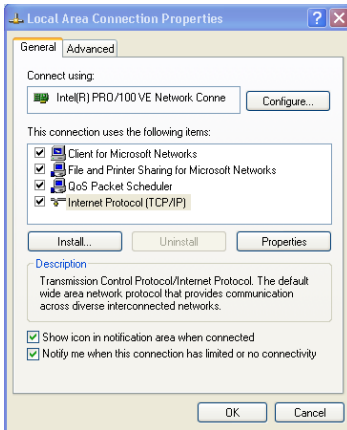 Local Area Connection Properties
General Advanced
Connect using:
Intel(R) PRO/100 VE Network Conne
Configure...
This connection uses the following items:
Client for Microsoft Networks
File and Printer Sharing for Microsoft Networks
QoS Packet Scheduler
Internet Protocol (TCP/IP)
Install... Uninstall Properties
Description
Transmission Control Protocol/Internet Protocol. The default
wide area network protocol that provides communication
across diverse interconnected networks.
Show icon in notification area when connected
Notify me when this connection has limited or no connectivity
OK Cancel